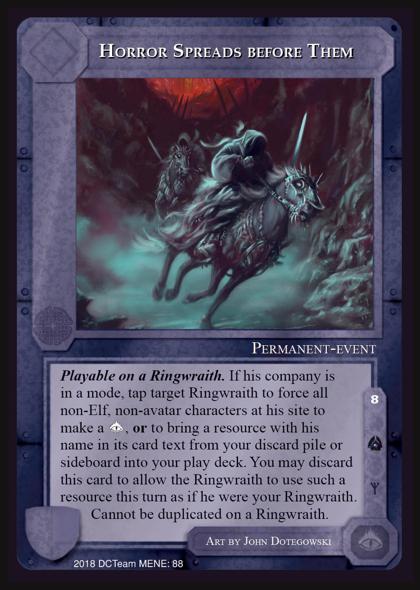 Horror Spreads before Them
Permanent-event
Playable on a Ringwraith. If his company is
in a mode, tap target Ringwraith to force all
non-Elf, non-avatar characters at his site to
make a , or to bring a resource with his
name in its card text from your discard pile or
sideboard into your play deck. You may discard
this card to allow the Ringwraith to use such a
resource this turn as if he were your Ringwraith.
Cannot be duplicated on a Ringwraith.
8
Art by John Dotegowski
2018 DCTeam MENE: 88